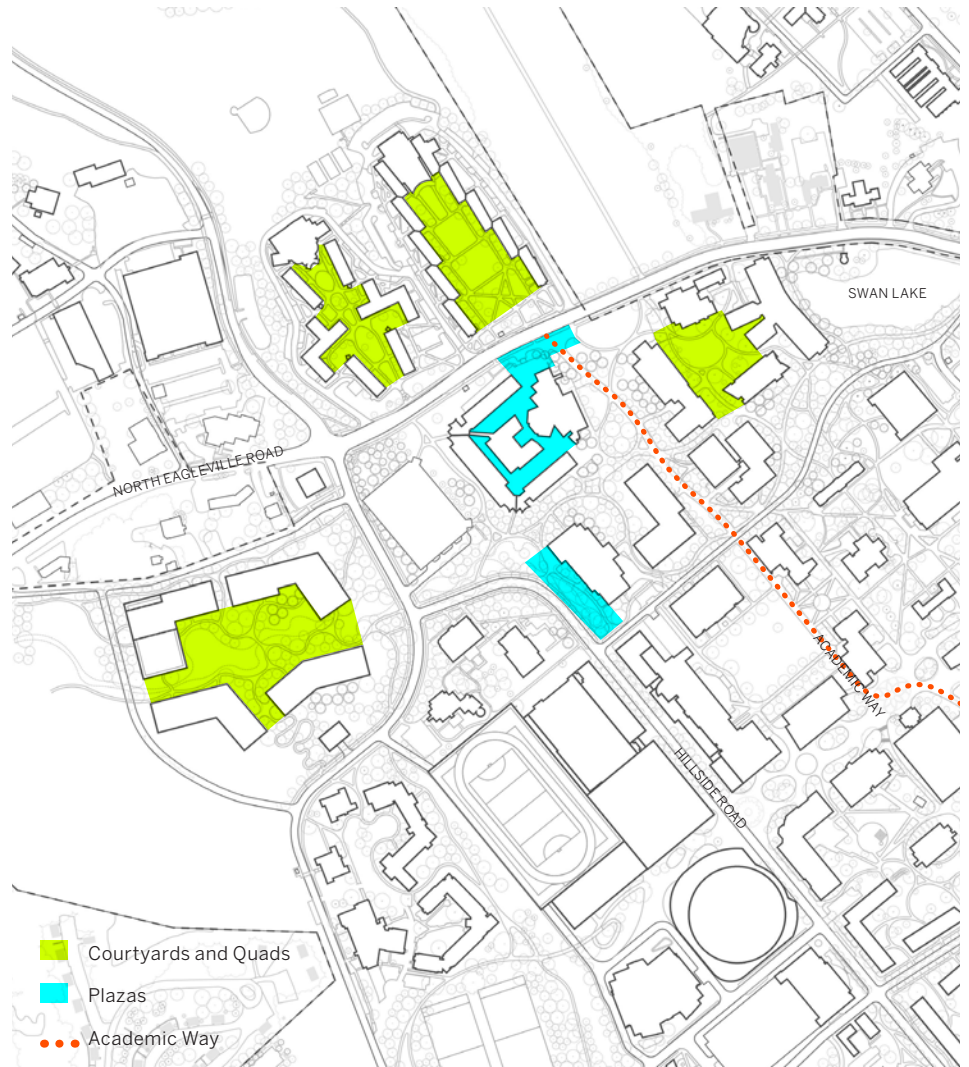 SWAN LAKE
NORTH EAGLEVILLE ROAD
ACADEMIC WAY
HILLSIDE ROAD
Courtyards and Quads
Plazas
Academic Way